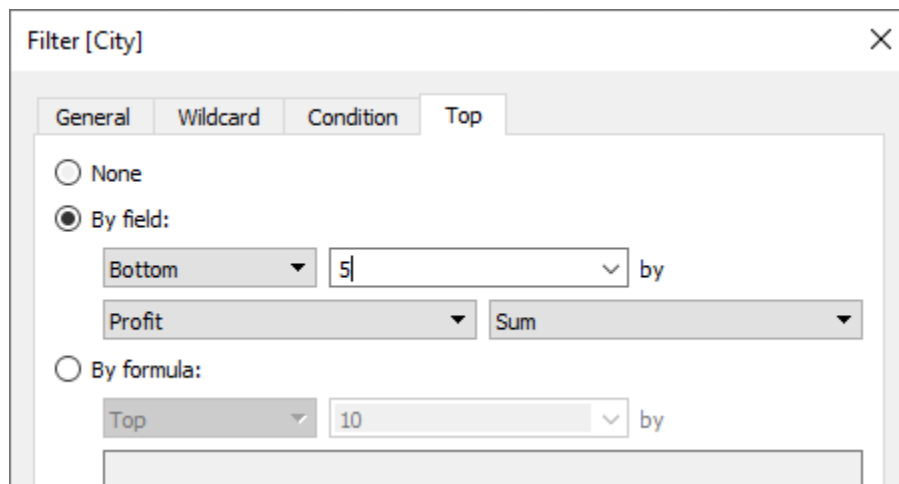 Filter [City]
General Wildcard Condition Top
None
By field:
Bottom 5 by
Profit Sum
By formula:
Top 10 by